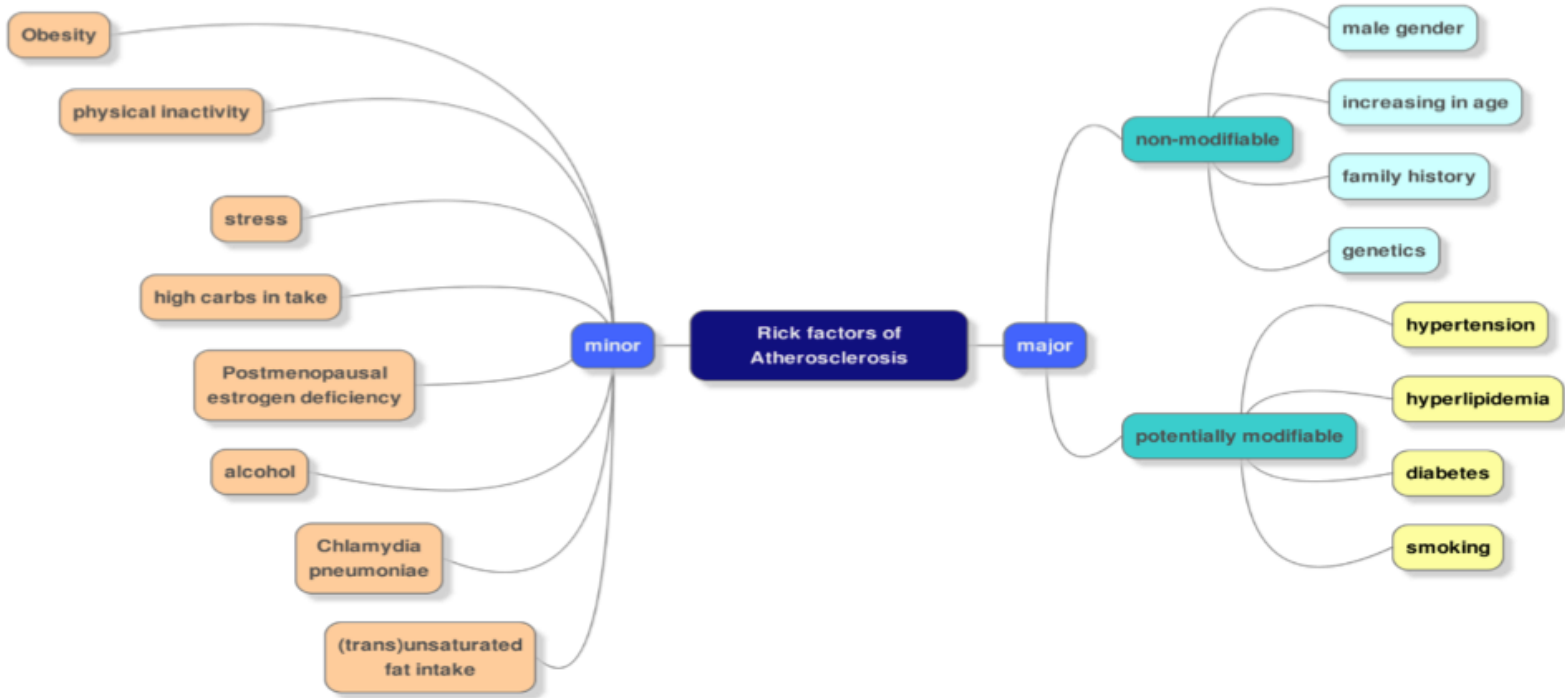 Obesity
physical inactivity
stress
high carbs in take
Postmenopausal
estrogen deficiency
alcohol
Chlamydia
pneumoniae
(trans)unsaturated
fat intake
minor
Rick factors of
Atherosclerosis
major
non-modifiable
male gender
increasing in age
family history
genetics
potentially modifiable
hypertension
hyperlipidemia
diabetes
smoking